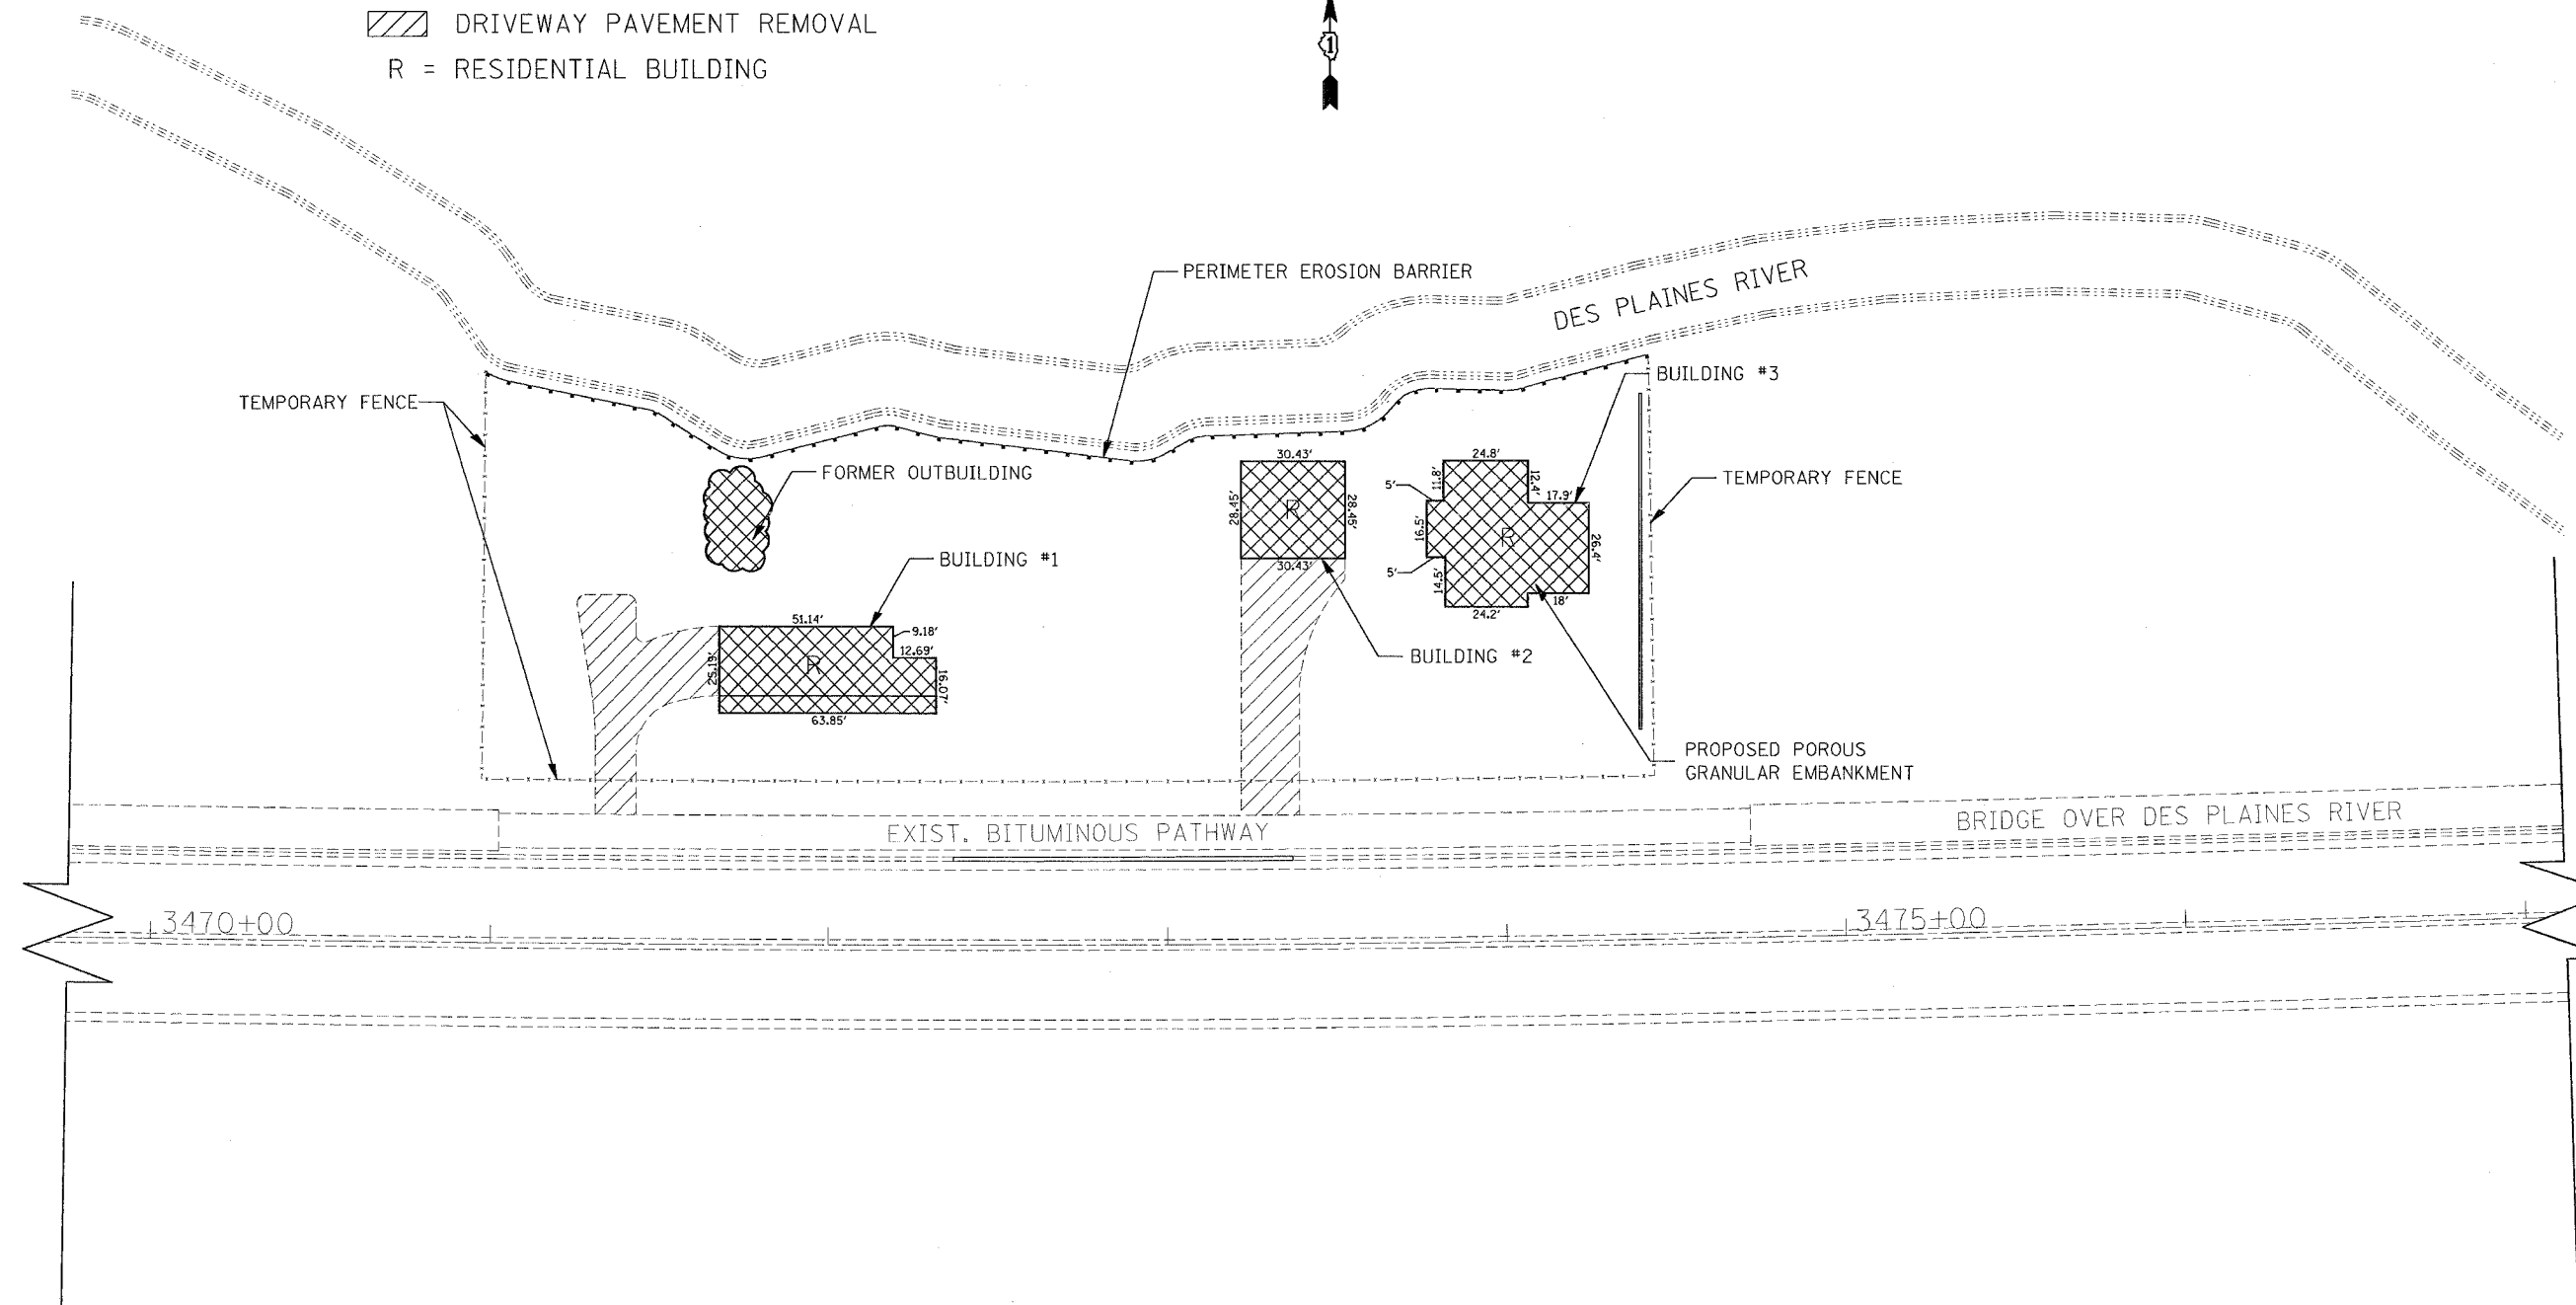 DRIVEWAY PAVEMENT REMOVAL
R = RESIDENTIAL BUILDING
1
PERIMETER EROSION BARRIER
DES PLAINES RIVER
TEMPORARY FENCE
BUILDING #3
FORMER OUTBUILDING
TEMPORARY FENCE
30.43'
28.45'
28.45'
R
30.43'
24.8'
11.8'
12.4'
5'
17.9'
16.5'
R
26.4'
5'
14.5'
18'
24.2'
BUILDING #1
51.14'
9.18'
12.69'
25.19'
R
16.07'
63.85'
BUILDING #2
PROPOSED POROUS
GRANULAR EMBANKMENT
EXIST. BITUMINOUS PATHWAY
BRIDGE OVER DES PLAINES RIVER
3470+00
3475+00